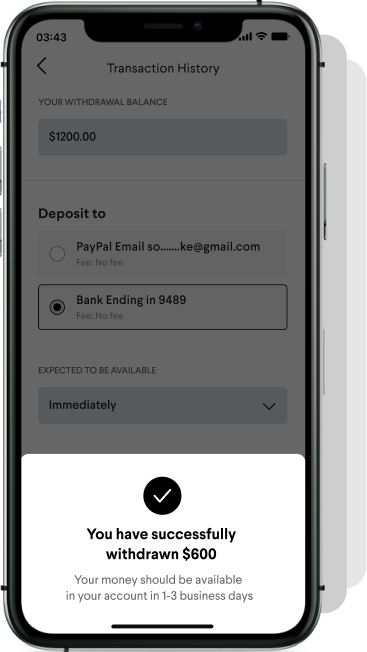 03:43
Transaction History
YOUR WITHDRAWAL BALANCE
$1200.00
Deposit to
PayPal Email so.......ke@gmail.com
Fee: No fee
Bank Ending in 9489
Fee: No fee
EXPECTED TO BE AVAILABLE
Immediately
You have successfully
withdrawn $600
Your money should be available
in your account in 1-3 business days